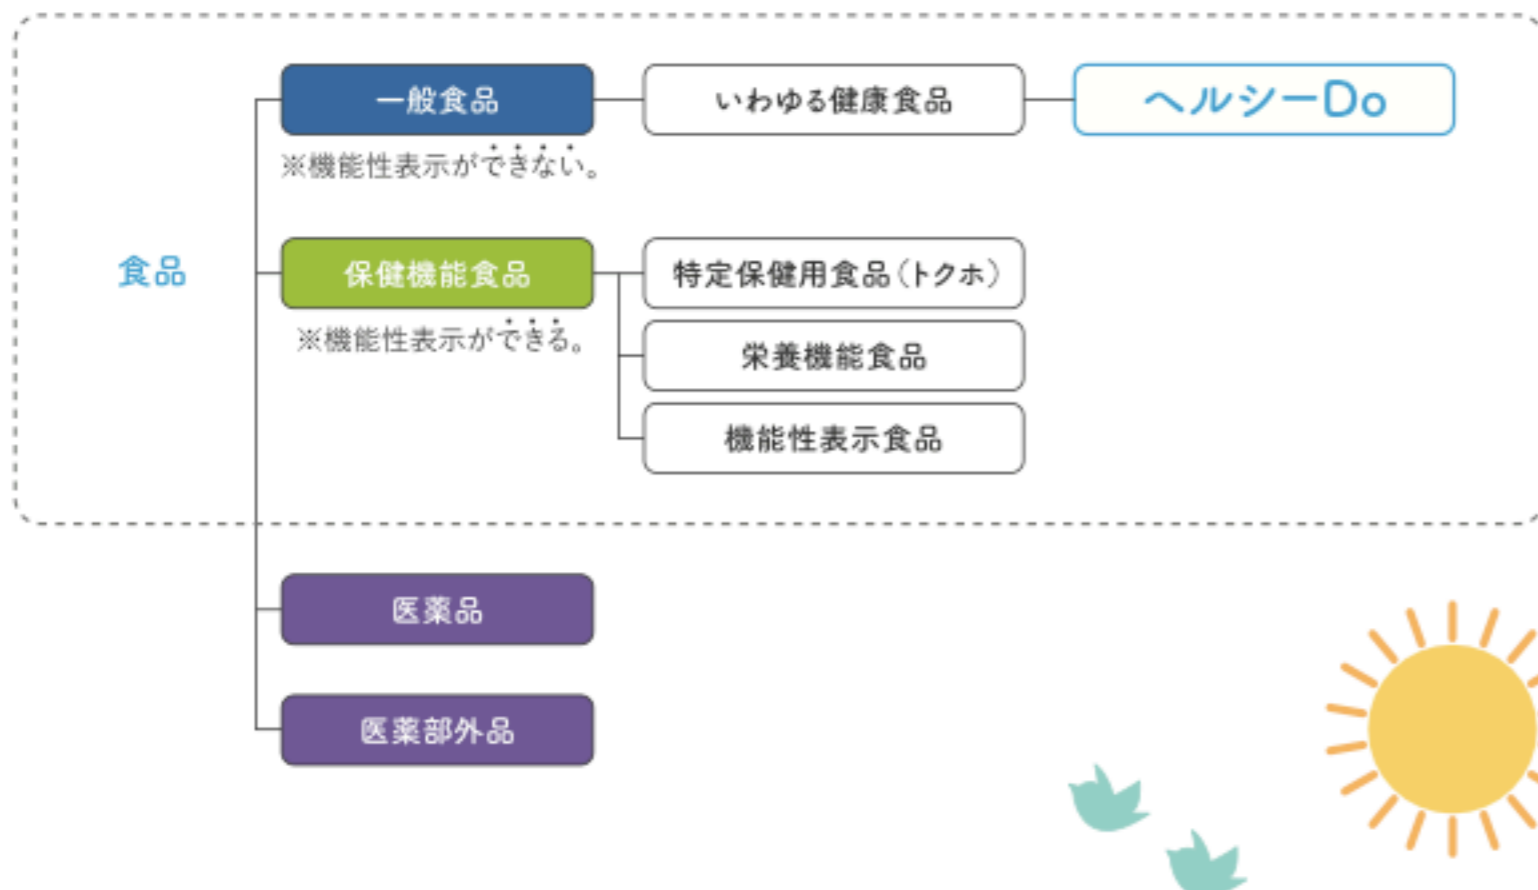 一般食品
いわゆる健康食品
ヘルシーDo
※機能性表示ができない。
食品
保健機能食品
特定保健用食品(トクホ)
※機能性表示ができる。
栄養機能食品
機能性表示食品
医薬品
医薬部外品